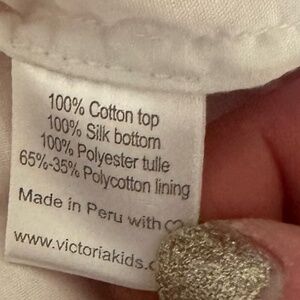 100% Cotton top
100% Silk bottom
100% Polyester tulle
65%-35% Polycotton lining
Made in Peru with ♡
www.victoriakids.